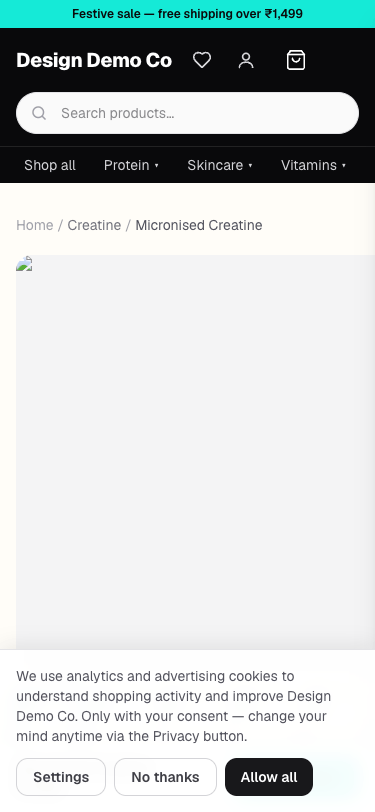 Festive sale — free shipping over ₹1,499
Design Demo Co
Search products...
Shop all Protein ▾ Skincare ▾ Vitamins ▾
Home / Creatine / Micronised Creatine
We use analytics and advertising cookies to
understand shopping activity and improve Design
Demo Co. Only with your consent — change your
mind anytime via the Privacy button.
Settings No thanks Allow all